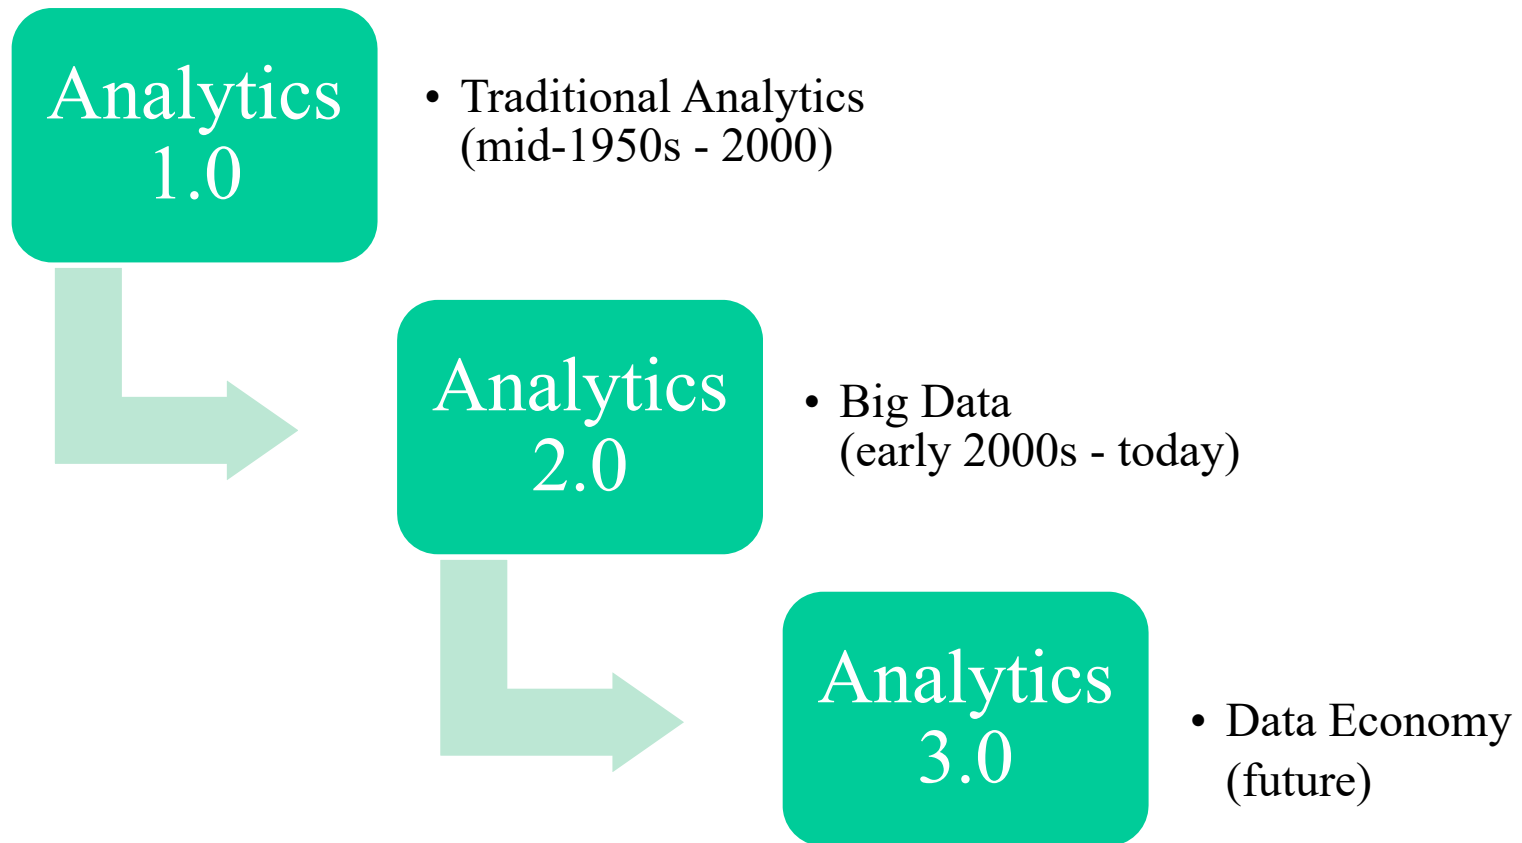 Analytics
1.0
• Traditional Analytics
(mid-1950s - 2000)
Analytics
2.0
• Big Data
(early 2000s - today)
Analytics
3.0
• Data Economy
(future)